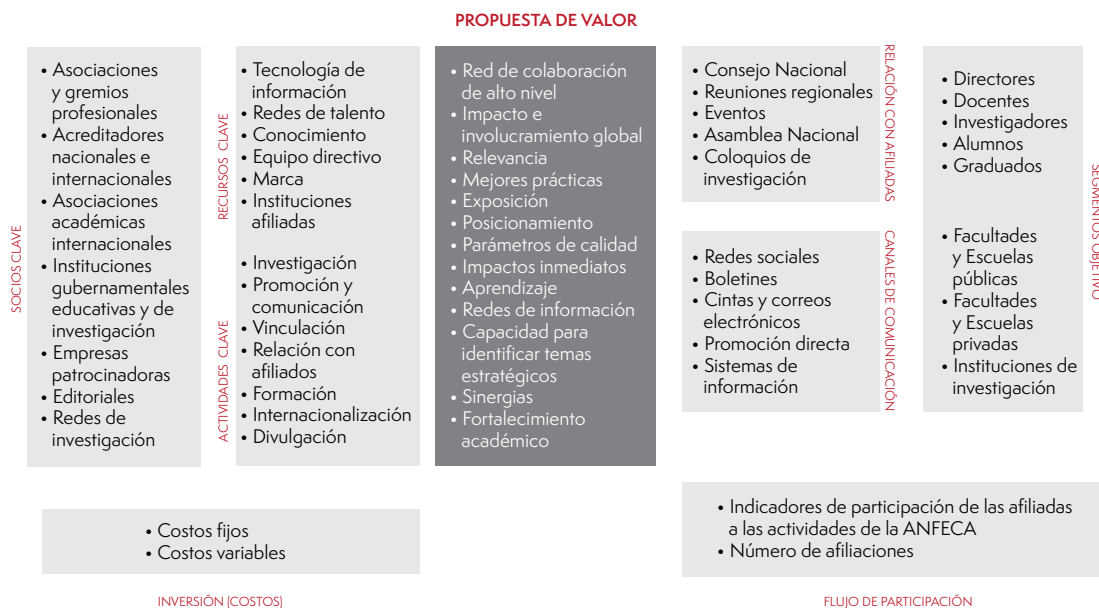 PROPUESTA DE VALOR
SOCIOS CLAVE
• Asociaciones
y gremios
profesionales
• Acreditadores
nacionales e
internacionales
• Asociaciones
académicas
internacionales
• Instituciones
gubernamentales
educativas y de
investigación
• Empresas
patrocinadoras
• Editoriales
• Redes de
investigación
RECURSOS CLAVE
• Tecnología de
información
• Redes de talento
• Conocimiento
• Equipo directivo
• Marca
• Instituciones
afiliadas
ACTIVIDADES CLAVE
• Investigación
• Promoción y
comunicación
• Vinculación
• Relación con
afiliados
• Formación
• Internacionalización
• Divulgación
• Red de colaboración
de alto nivel
• Impacto e
involucramiento global
• Relevancia
• Mejores prácticas
• Exposición
• Posicionamiento
• Parámetros de calidad
• Impactos inmediatos
• Aprendizaje
• Redes de información
• Capacidad para
identificar temas
estratégicos
• Sinergias
• Fortalecimiento
académico
• Consejo Nacional
• Reuniones regionales
• Eventos
• Asamblea Nacional
• Coloquios de
investigación
RELACIÓN CON AFILIADAS
• Redes sociales
• Boletines
• Cintas y correos
electrónicos
• Promoción directa
• Sistemas de
información
CANALES DE COMUNICACIÓN
• Directores
• Docentes
• Investigadores
• Alumnos
• Graduados
• Facultades
y Escuelas
públicas
• Facultades
y Escuelas
privadas
• Instituciones de
investigación
SEGMENTOS OBJETIVO
• Costos fijos
• Costos variables
INVERSIÓN (COSTOS)
• Indicadores de participación de las afiliadas
a las actividades de la ANFECA
• Número de afiliaciones
FLUJO DE PARTICIPACIÓN